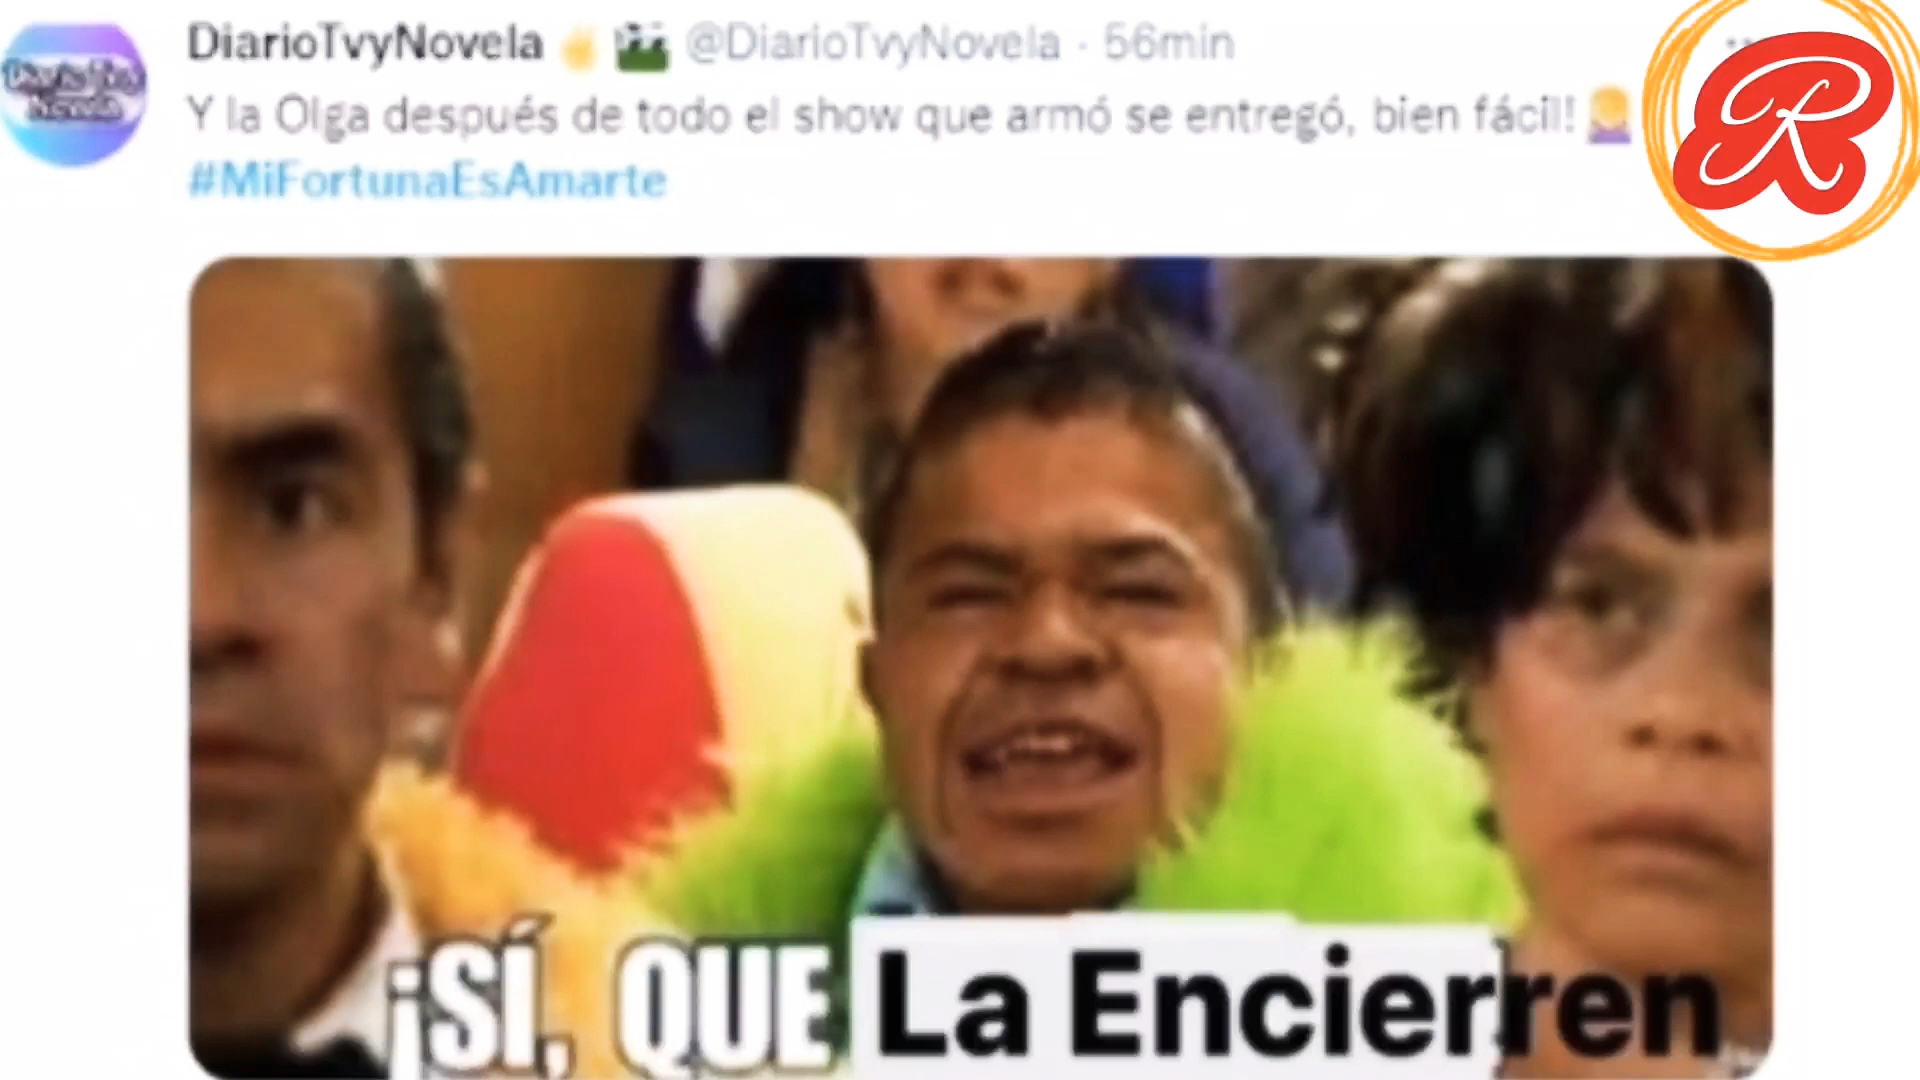 DiarioTvyNovela @DiarioTvyNovela · 56min
Y la Olga después de todo el show que armó se entregó, bien fácil!
#MiFortunaEsAmarte
R
¡SÍ, QUE La Encierren